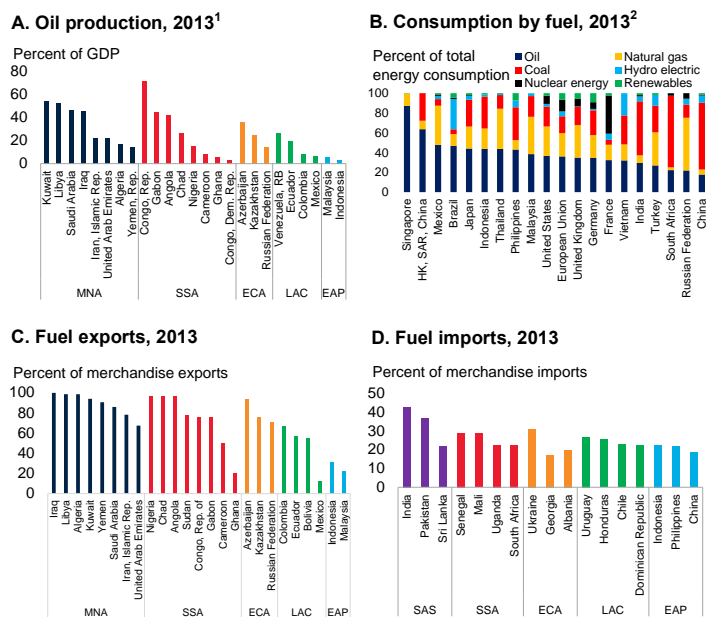 A. Oil production, 2013¹
Percent of GDP
80
60
40
20
0
Kuwait
Libya
Saudi Arabia
Iraq
Iran, Islamic Rep.
United Arab Emirates
Algeria
Yemen, Rep.
Congo, Rep.
Gabon
Angola
Chad
Nigeria
Cameroon
Ghana
Congo, Dem. Rep.
Azerbaijan
Kazakhstan
Russian Federation
Venezuela, RB
Ecuador
Colombia
Mexico
Malaysia
Indonesia
MNA SSA ECA LAC EAP
B. Consumption by fuel, 2013²
Percent of total
energy consumption
Oil Natural gas
Coal Hydro electric
Nuclear energy Renewables
100
80
60
40
20
0
Singapore
HK, SAR, China
Mexico
Brazil
Japan
Indonesia
Thailand
Philippines
Malaysia
United States
European Union
United Kingdom
Germany
France
Vietnam
India
Turkey
South Africa
Russian Federation
China
C. Fuel exports, 2013
Percent of merchandise exports
100
80
60
40
20
0
Iraq
Libya
Algeria
Kuwait
Yemen
Saudi Arabia
Iran, Islamic Rep.
United Arab Emirates
Nigeria
Chad
Angola
Sudan
Congo, Rep. of
Gabon
Cameroon
Ghana
Azerbaijan
Kazakhstan
Russian Federation
Colombia
Ecuador
Bolivia
Mexico
Indonesia
Malaysia
MNA SSA ECA LAC EAP
D. Fuel imports, 2013
Percent of merchandise imports
50
40
30
20
10
0
India
Pakistan
Sri Lanka
Senegal
Mali
Uganda
South Africa
Ukraine
Georgia
Albania
Uruguay
Honduras
Chile
Dominican Republic
Indonesia
Philippines
China
SAS SSA ECA LAC EAP